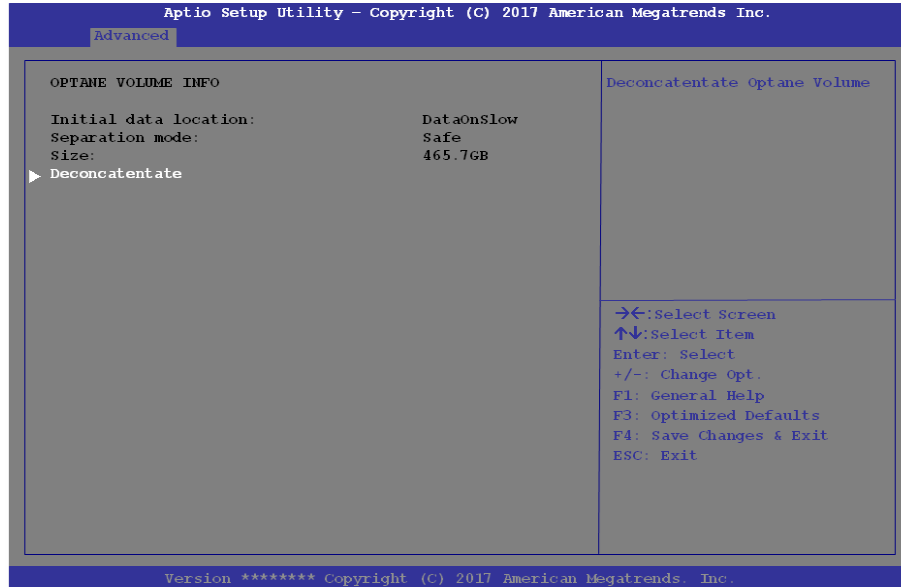 Aptio Setup Utility – Copyright (C) 2017 American Megatrends Inc.
Advanced
OPTANE VOLUME INFO
Initial data location: DataOnSlow
Separation mode: Safe
Size: 465.7GB
Deconcatentate
Deconcatentate Optane Volume
→←:Select Screen
↑↓:Select Item
Enter: Select
+/-: Change Opt.
F1: General Help
F3: Optimized Defaults
F4: Save Changes & Exit
ESC: Exit
Version ******** Copyright (C) 2017 American Megatrends. Inc.